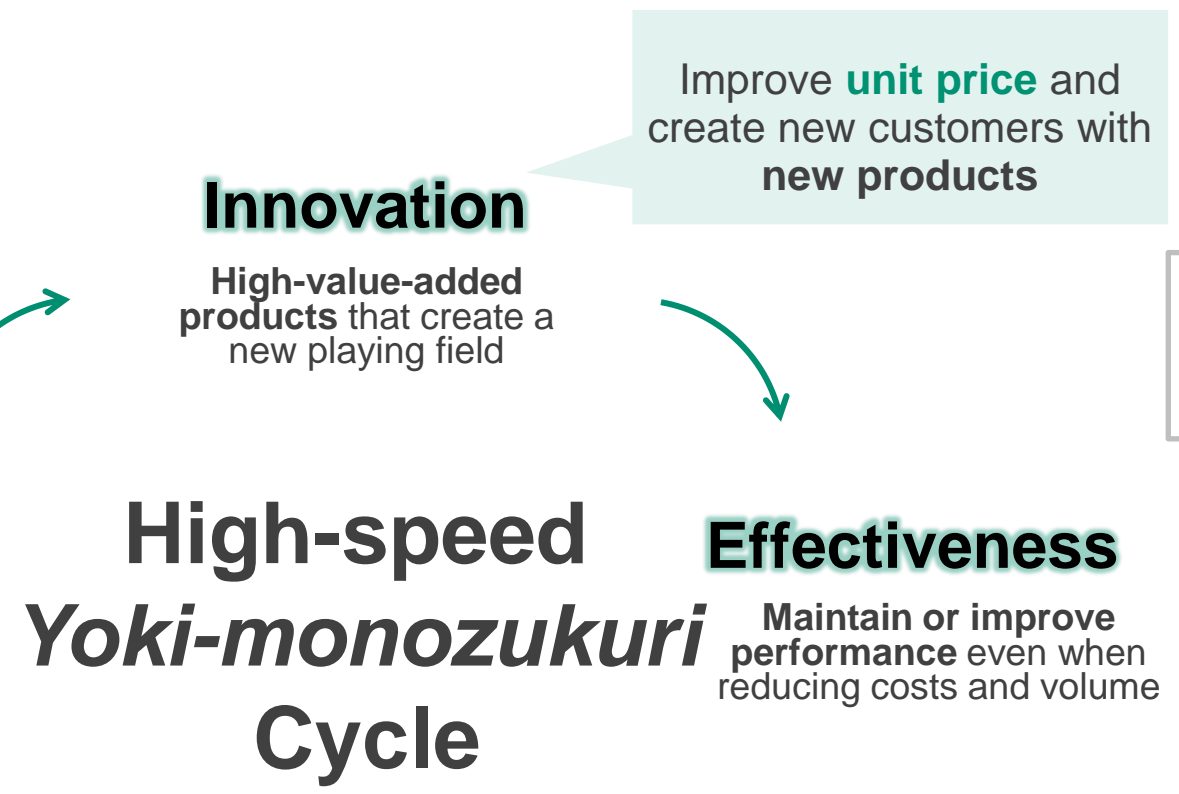 Improve unit price and
create new customers with
new products
Innovation
High-value-added
products that create a
new playing field
High-speed
Yoki-monozukuri
Cycle
Effectiveness
Maintain or improve
performance even when
reducing costs and volume